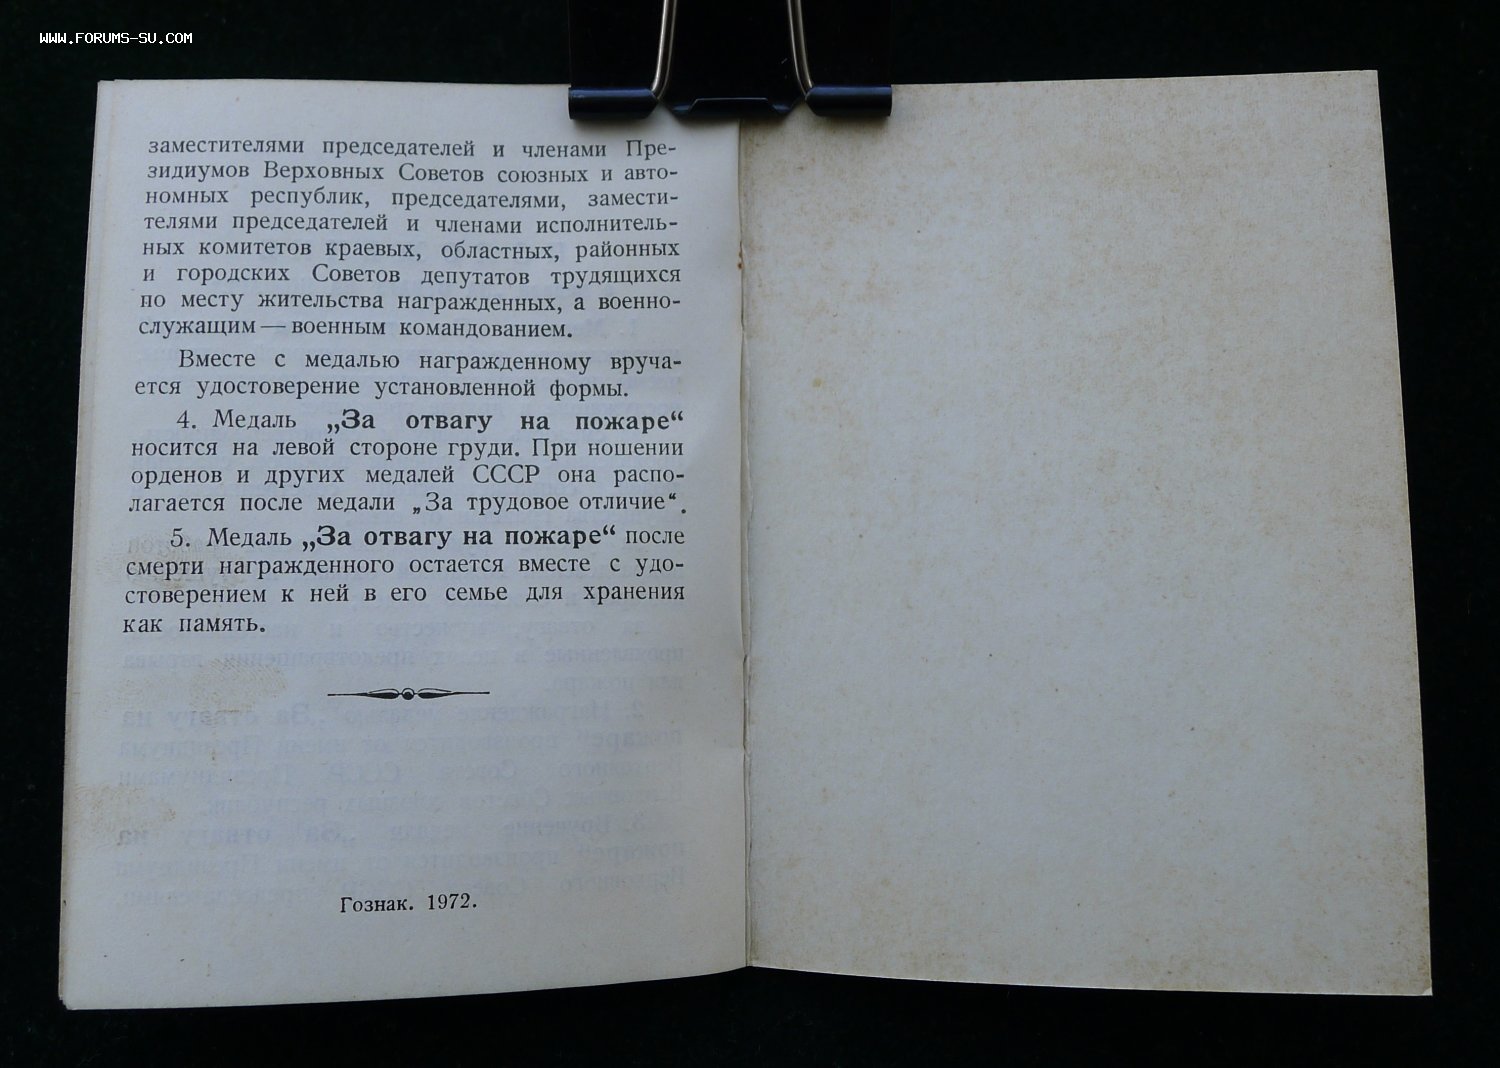 WWW.FORUMS-SU.COM
заместителями председателей и членами Пре-
зидиумов Верховных Советов союзных и авто-
номных республик, председателями, замести-
телями председателей и членами исполнитель-
ных комитетов краевых, областных, районных
и городских Советов депутатов трудящихся
по месту жительства награжденных, а военно-
служащим — военным командованием.
Вместе с медалью награжденному вруча-
ется удостоверение установленной формы.
4. Медаль „За отвагу на пожаре“
носится на левой стороне груди. При ношении
орденов и других медалей СССР она распо-
лагается после медали „За трудовое отличие“.
5. Медаль „За отвагу на пожаре“ после
смерти награжденного остается вместе с удо-
стоверением к ней в его семье для хранения
как память.
Гознак. 1972.